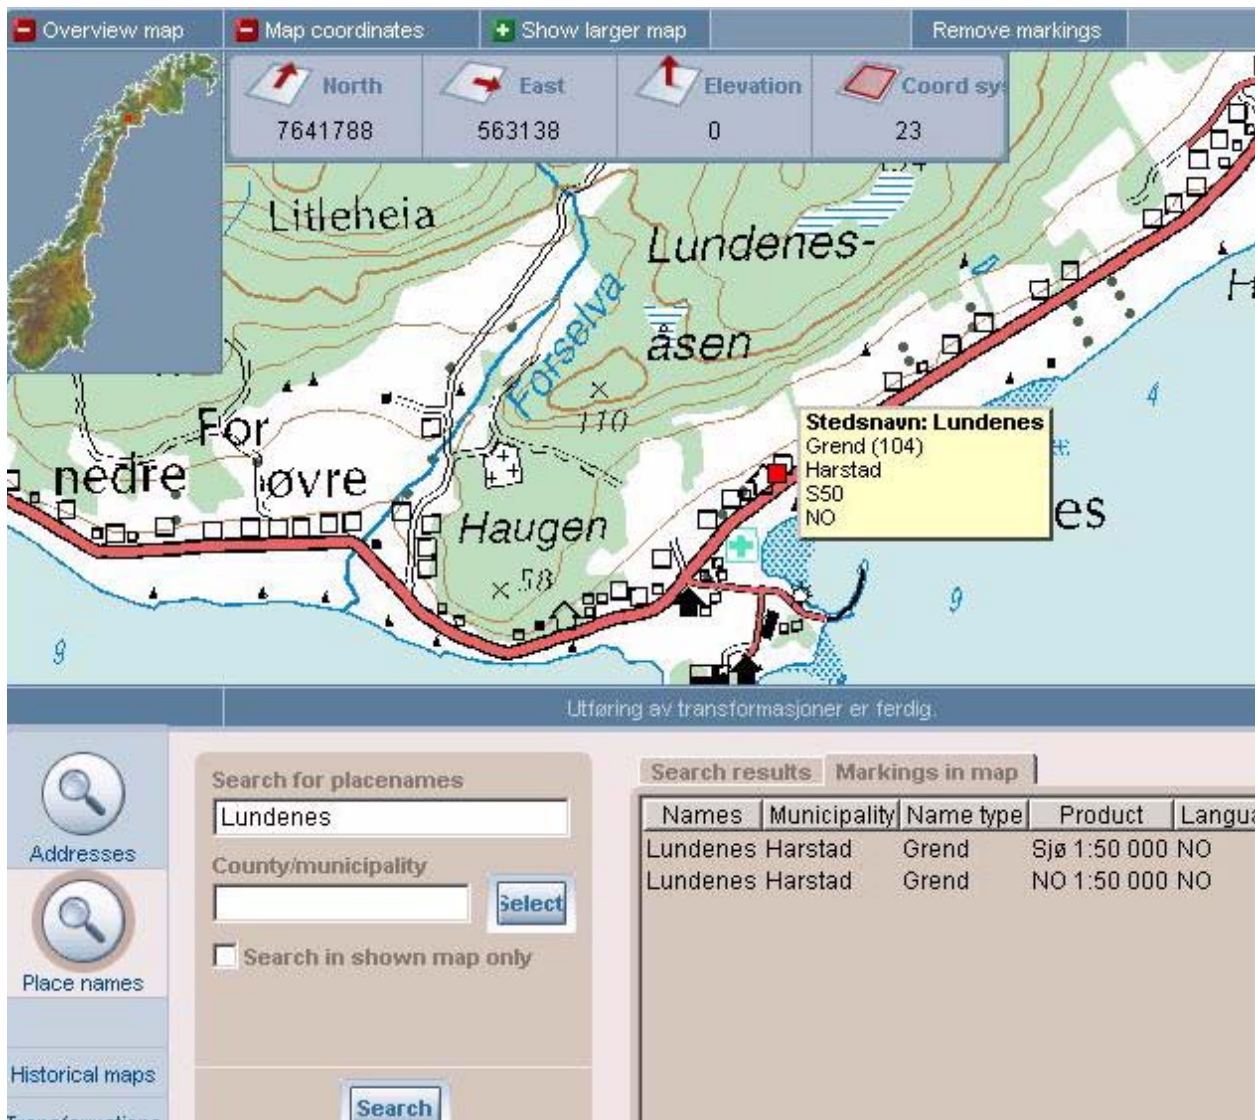 Overview map
Map coordinates
Show larger map
Remove markings
North
East
Elevation
Coord sys
7641788
563138
0
23
Litleheia
Lundenes-
åsen
Forselva
110
For
nedre
øvre
Haugen
58
4
9
9
es
Stedsnavn: Lundenes
Grend (104)
Harstad
S50
NO
Utføring av transformasjoner er ferdig.
Addresses
Place names
Historical maps
Search for placenames
Lundenes
County/municipality
Select
Search in shown map only
Search
Search results
Markings in map
Names Municipality Name type Product Langua
Lundenes Harstad Grend Sjø 1:50 000 NO
Lundenes Harstad Grend NO 1:50 000 NO